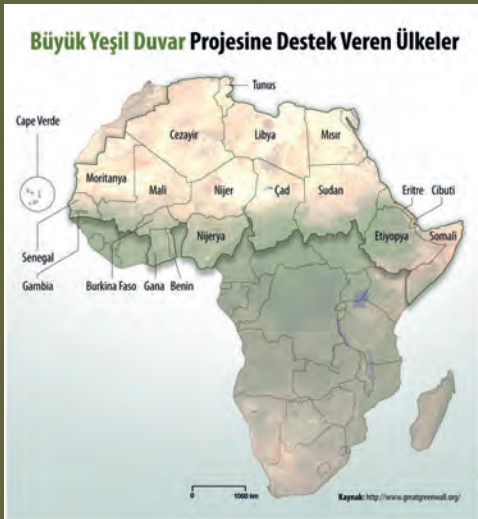 Büyük Yeşil Duvar Projesine Destek Veren Ülkeler
Tunus
Cape Verde
Cezayir
Libya
Mısır
Moritanya
Mali
Nijer
Çad
Sudan
Eritre
Cibuti
Nijerya
Etiyopya
Somali
Senegal
Gambia
Burkina Faso
Gana
Benin
0
1000 km
Kaynak: http://www.greatgreenwall.org/